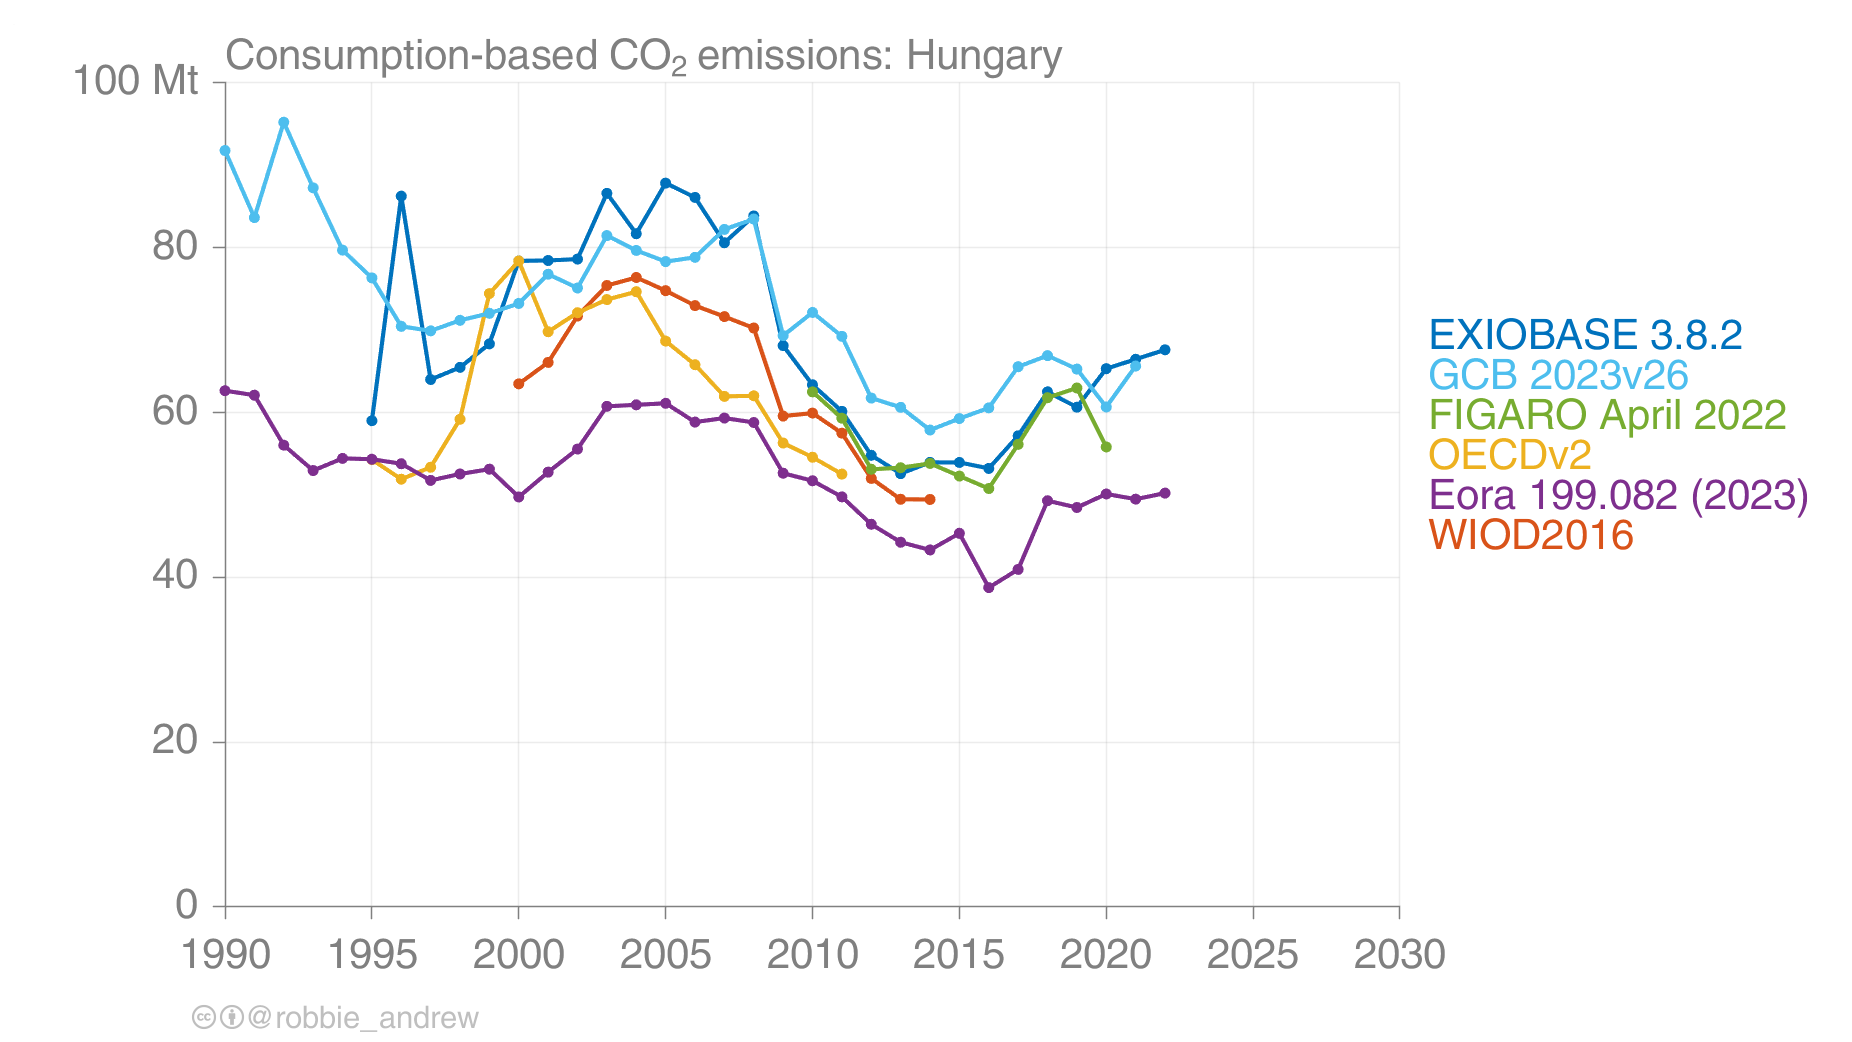 Consumption-based CO₂ emissions: Hungary
100 Mt
80
60
40
20
0
1990 1995 2000 2005 2010 2015 2020 2025 2030
EXIOBASE 3.8.2
GCB 2023v26
FIGARO April 2022
OECDv2
Eora 199.082 (2023)
WIOD2016
cc @robbie_andrew